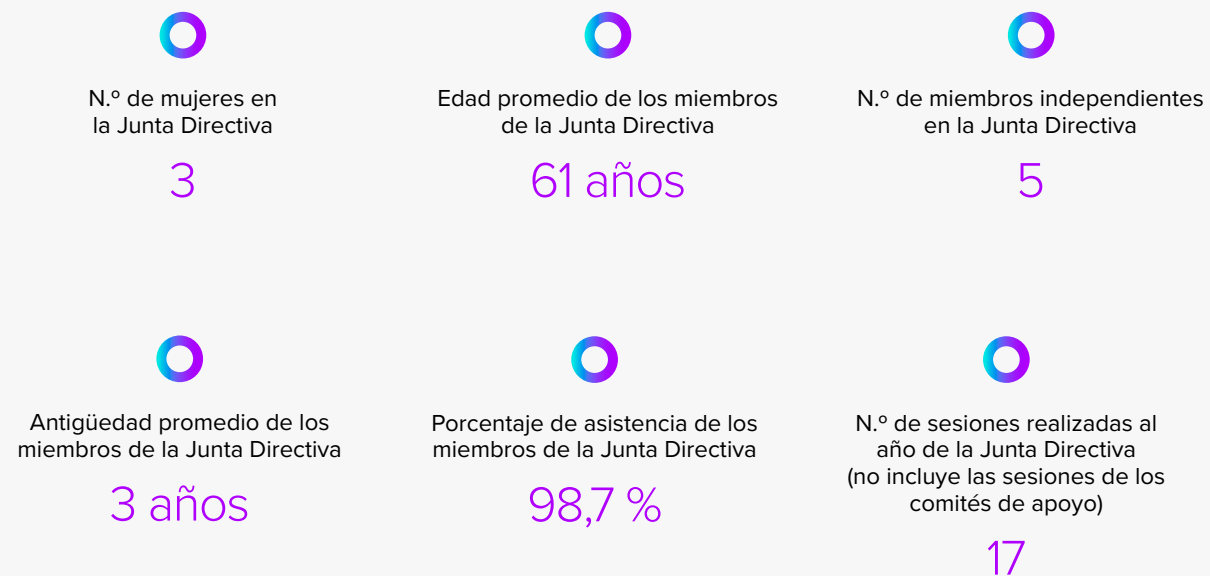 N.º de mujeres en
la Junta Directiva
3
Edad promedio de los miembros
de la Junta Directiva
61 años
N.º de miembros independientes
en la Junta Directiva
5
Antigüedad promedio de los
miembros de la Junta Directiva
3 años
Porcentaje de asistencia de los
miembros de la Junta Directiva
98,7 %
N.º de sesiones realizadas al
año de la Junta Directiva
(no incluye las sesiones de los
comités de apoyo)
17